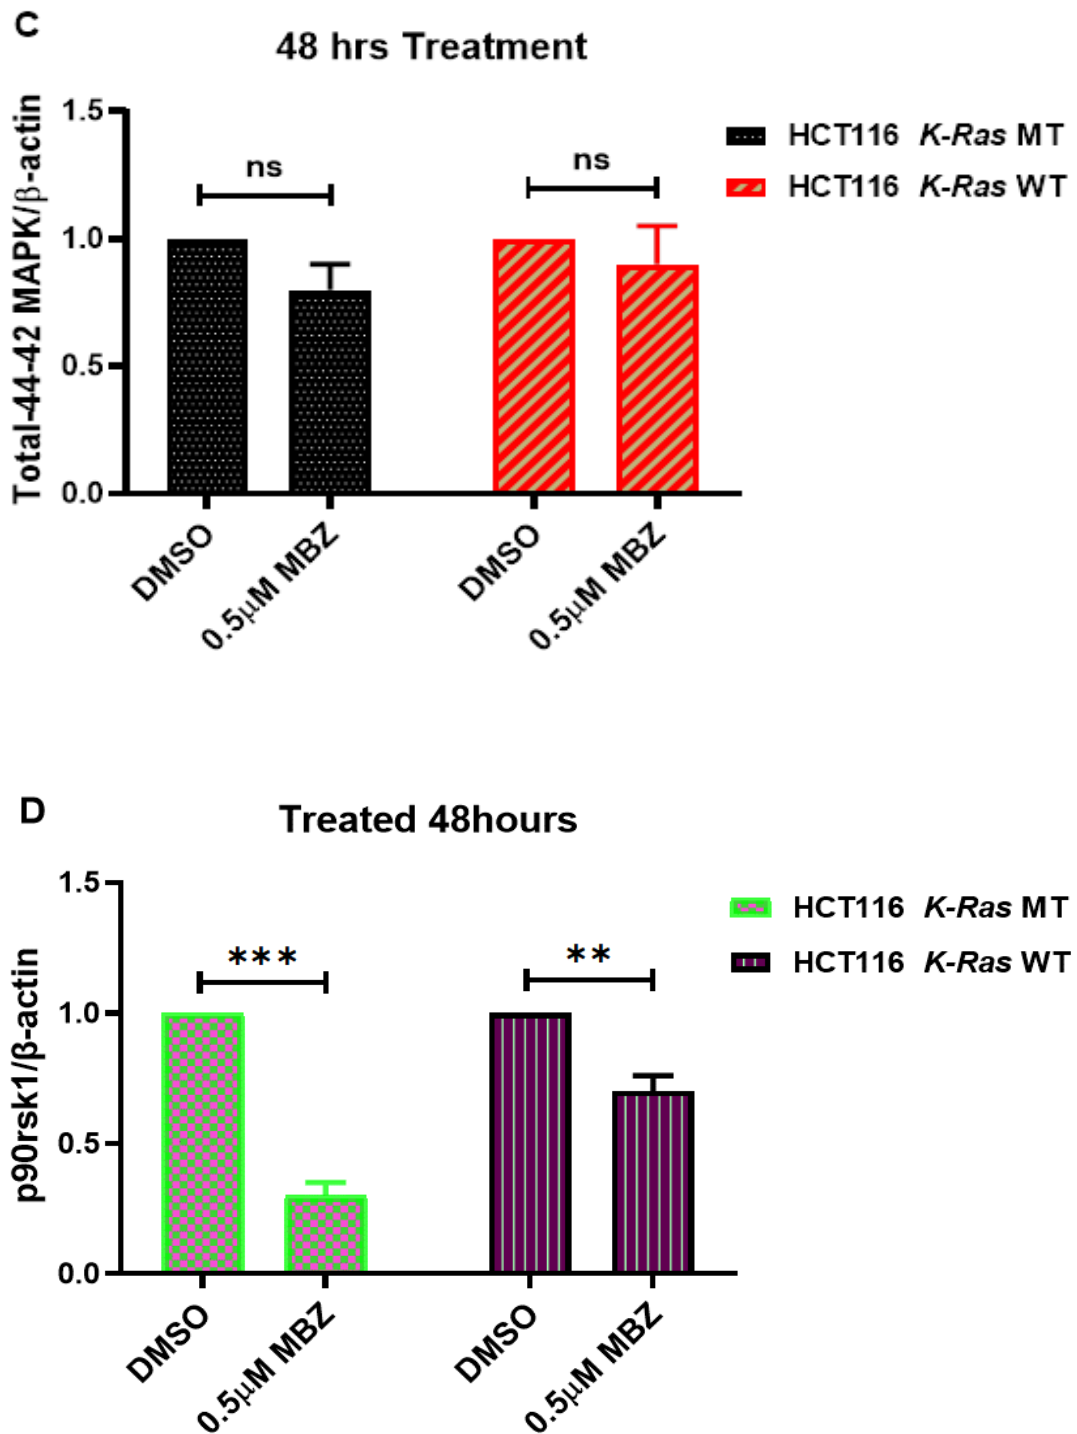 C
48 hrs Treatment
Total-44-42 MAPK/β-actin
1.5
1.0
0.5
0.0
ns
ns
HCT116 K-Ras MT
HCT116 K-Ras WT
DMSO
0.5μM MBZ
DMSO
0.5μM MBZ
D
Treated 48hours
p90rsk1/β-actin
1.5
1.0
0.5
0.0
***
**
HCT116 K-Ras MT
HCT116 K-Ras WT
DMSO
0.5μM MBZ
DMSO
0.5μM MBZ